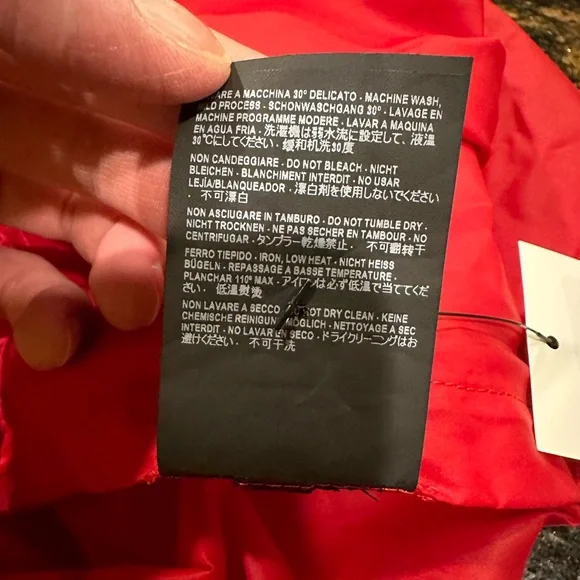 ARE A MACCHINA 30° DELICATO · MACHINE WASH,
LD PROCESS · SCHONWASCHGANG 30° · LAVAGE EN
MACHINE PROGRAMME MODERE · LAVAR A MAQUINA
EN AGUA FRIA · 洗濯機は弱水流に設定して、液温
30℃にしてください · 缓和机洗30度
NON CANDEGGIARE · DO NOT BLEACH · NICHT
BLEICHEN · BLANCHIMENT INTERDIT · NO USAR
LEJÍA/BLANQUEADOR · 漂白剤を使用しないでください
· 不可漂白
NON ASCIUGARE IN TAMBURO · DO NOT TUMBLE DRY ·
NICHT TROCKNEN · NE PAS SECHER EN TAMBOUR · NO
CENTRIFUGAR · タンブラー乾燥禁止 · 不可翻转干
FERRO TIEPIDO · IRON, LOW HEAT · NICHT HEISS
BÜGELN · REPASSAGE A BASSE TEMPERATURE ·
PLANCHAR 110º MAX · アイロンは必ず低温で当ててくだ
さい · 低温熨烫
NON LAVARE A SECCO · DO NOT DRY CLEAN · KEINE
CHEMISCHE REINIGUNG MÖGLICH · NETTOYAGE A SEC
INTERDIT · NO LAVAR EN SECO · ドライクリーニングはお
避けください · 不可干洗